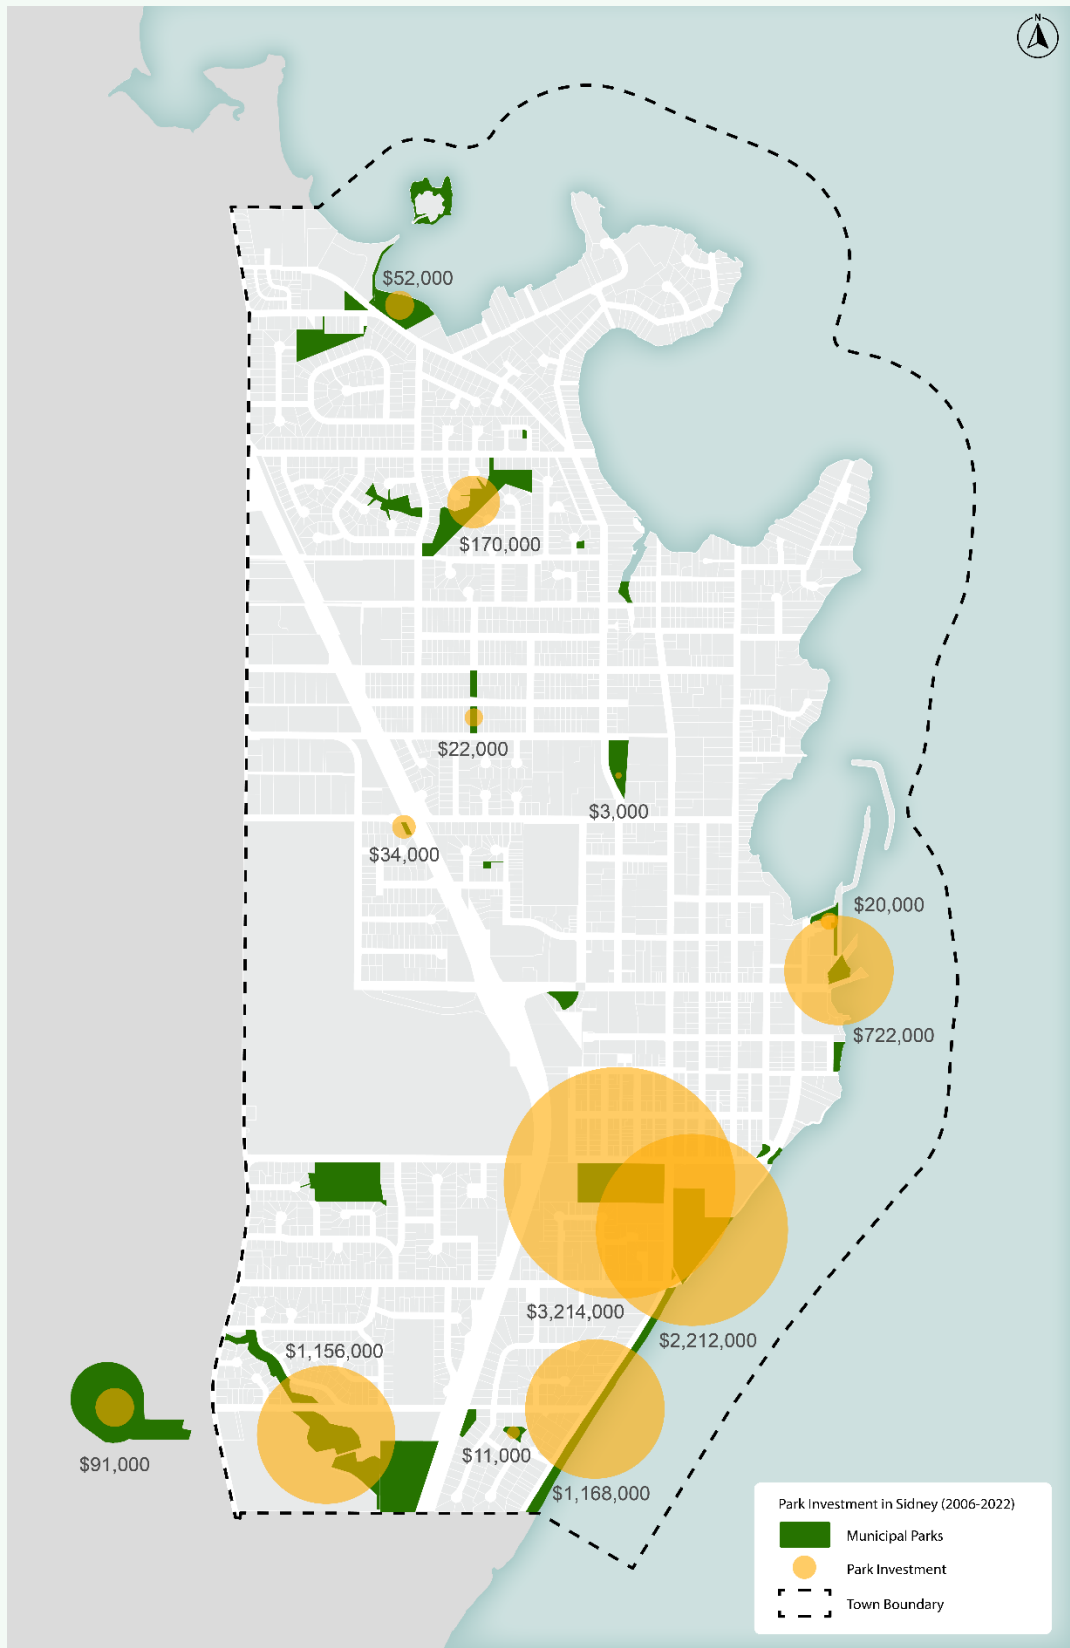 N
$52,000
$170,000
$22,000
$3,000
$34,000
$20,000
$722,000
$3,214,000
$2,212,000
$1,156,000
$91,000
$11,000
$1,168,000
Park Investment in Sidney (2006-2022)
Municipal Parks
Park Investment
Town Boundary